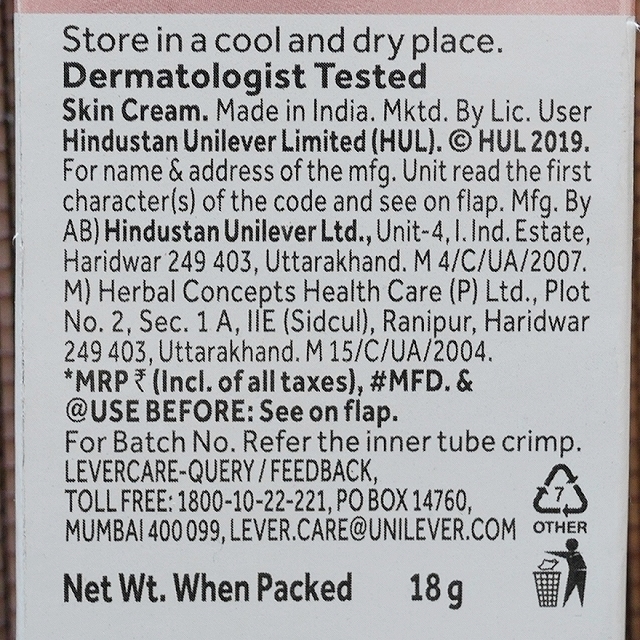 Store in a cool and dry place.
Dermatologist Tested
Skin Cream. Made in India. Mktd. By Lic. User
Hindustan Unilever Limited (HUL). © HUL 2019.
For name & address of the mfg. Unit read the first
character(s) of the code and see on flap. Mfg. By
AB) Hindustan Unilever Ltd., Unit-4, I. Ind. Estate,
Haridwar 249 403, Uttarakhand. M 4/C/UA/2007.
M) Herbal Concepts Health Care (P) Ltd., Plot
No. 2, Sec. 1 A, IIE (Sidcul), Ranipur, Haridwar
249 403, Uttarakhand. M 15/C/UA/2004.
*MRP ₹ (Incl. of all taxes), #MFD. &
@USE BEFORE: See on flap.
For Batch No. Refer the inner tube crimp.
LEVERCARE-QUERY / FEEDBACK,
TOLL FREE: 1800-10-22-221, PO BOX 14760,
MUMBAI 400 099, LEVER.CARE@UNILEVER.COM
7
OTHER
Net Wt. When Packed 18 g